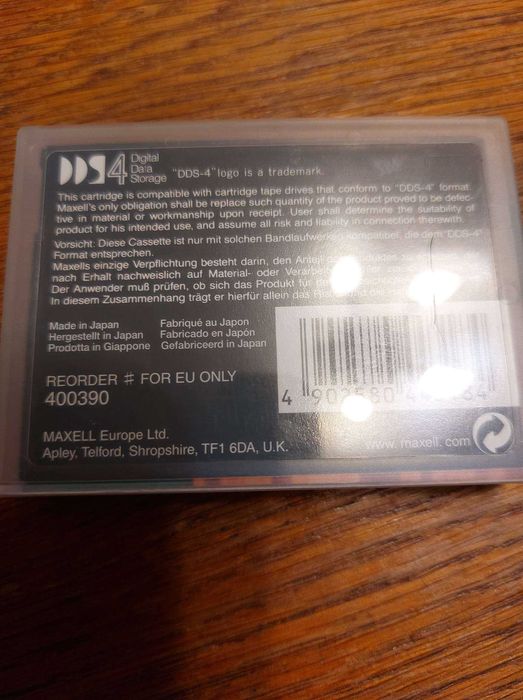 DDS4 Digital
Data
Storage "DDS-4" logo is a trademark.
This cartridge is compatible with cartridge tape drives that conform to "DDS-4" format.
Maxell's only obligation shall be replace such quantity of the product proved to be defec-
tive in material or workmanship upon receipt. User shall determine the suitability of
product for his intended use, and assume all risk and liability in connection therewith.
Vorsicht: Diese Cassette ist nur mit solchen Bandlaufwerken kompatibel, die dem "DDS-4"
Format entsprechen.
Maxells einzige Verpflichtung besteht darin, den Anteil des Produktes zu
nach Erhalt nachweislich auf Material- oder
Der Anwender muß prüfen, ob sich das Produkt für
In diesem Zusammenhang trägt er hierfür allein das
Made in Japan Fabriqué au Japon
Hergestellt in Japan Fabricado en Japón
Prodotta in Giappone Gefabriceerd in Japan
REORDER # FOR EU ONLY
400390
4 902580
MAXELL Europe Ltd.
Apley, Telford, Shropshire, TF1 6DA, U.K. www.maxell.com